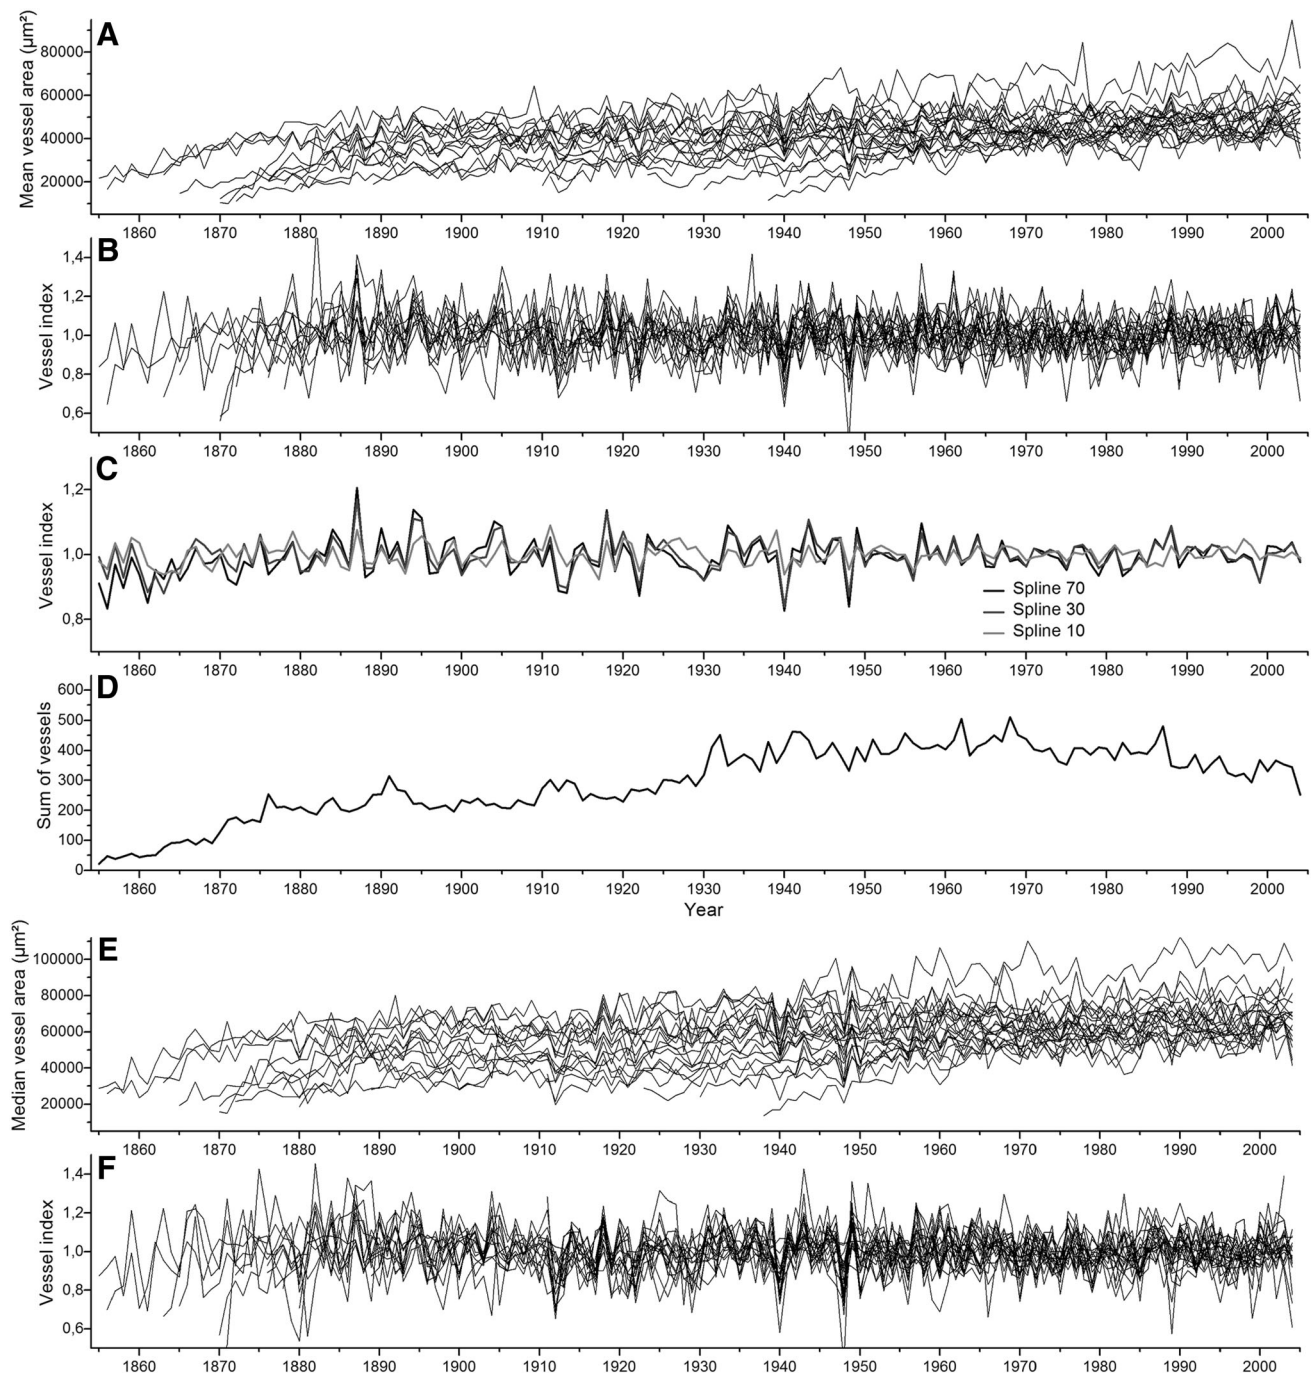 A
Mean vessel area (µm²)
80000
60000
40000
20000
1860 1870 1880 1890 1900 1910 1920 1930 1940 1950 1960 1970 1980 1990 2000
B
Vessel index
1,4
1,2
1,0
0,8
0,6
1860 1870 1880 1890 1900 1910 1920 1930 1940 1950 1960 1970 1980 1990 2000
C
Vessel index
1,2
1,0
0,8
Spline 70
Spline 30
Spline 10
1860 1870 1880 1890 1900 1910 1920 1930 1940 1950 1960 1970 1980 1990 2000
D
Sum of vessels
600
500
400
300
200
100
0
1860 1870 1880 1890 1900 1910 1920 1930 1940 1950 1960 1970 1980 1990 2000
Year
E
Median vessel area (µm²)
100000
80000
60000
40000
20000
1860 1870 1880 1890 1900 1910 1920 1930 1940 1950 1960 1970 1980 1990 2000
F
Vessel index
1,4
1,2
1,0
0,8
0,6
1860 1870 1880 1890 1900 1910 1920 1930 1940 1950 1960 1970 1980 1990 2000